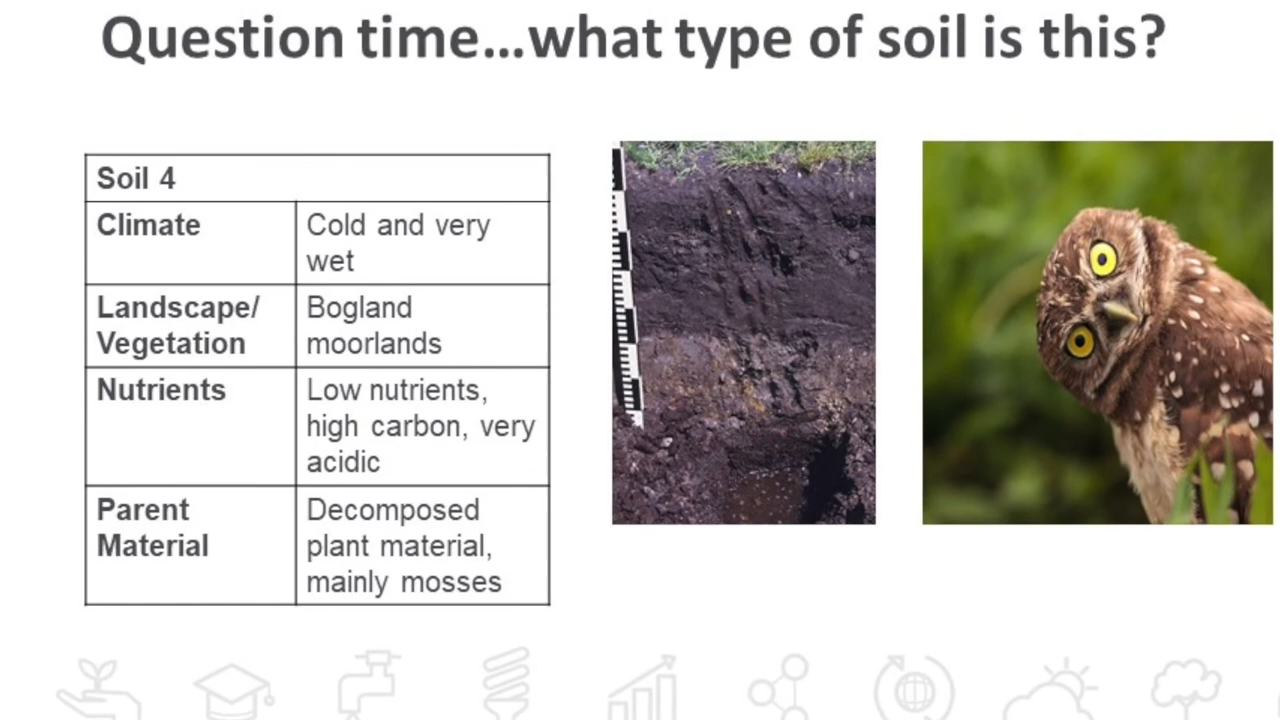 Question time...what type of soil is this?
Soil 4
Climate
Cold and very
wet
Landscape/
Vegetation
Bogland
moorlands
Nutrients
Low nutrients,
high carbon, very
acidic
Parent
Material
Decomposed
plant material,
mainly mosses